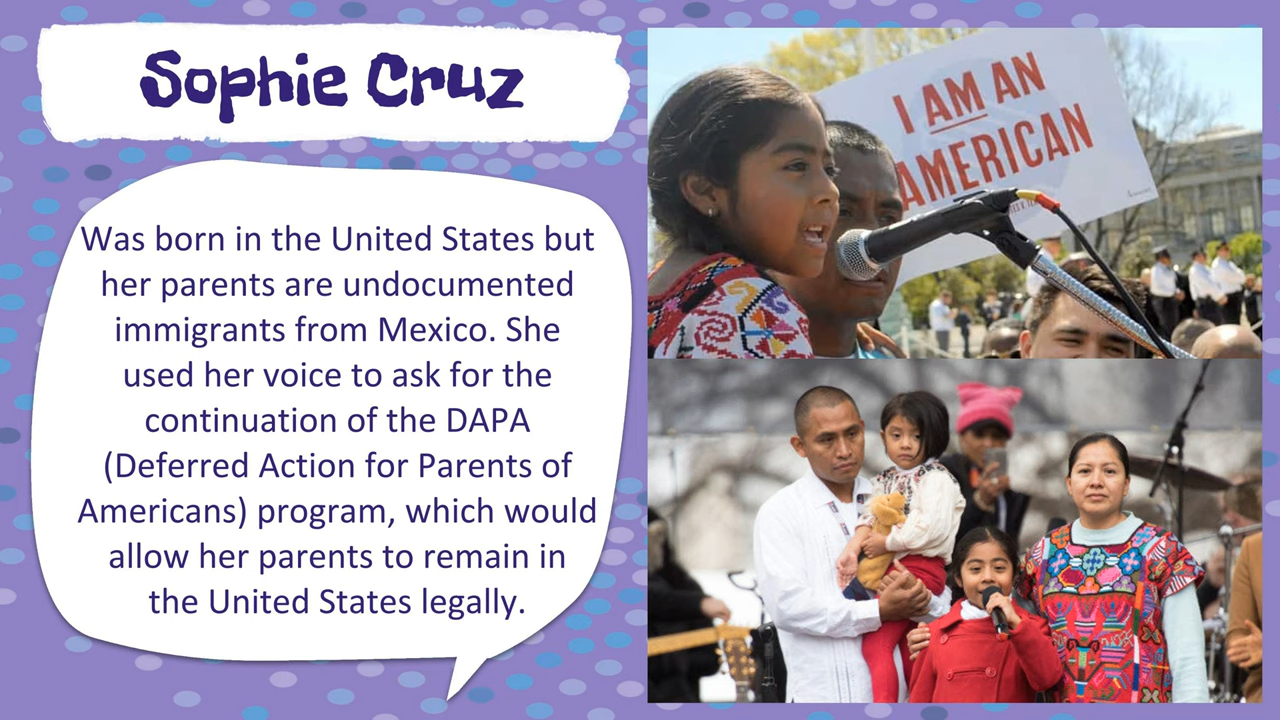 Sophie Cruz
Was born in the United States but
her parents are undocumented
immigrants from Mexico. She
used her voice to ask for the
continuation of the DAPA
(Deferred Action for Parents of
Americans) program, which would
allow her parents to remain in
the United States legally.
I AM AN
AMERICAN